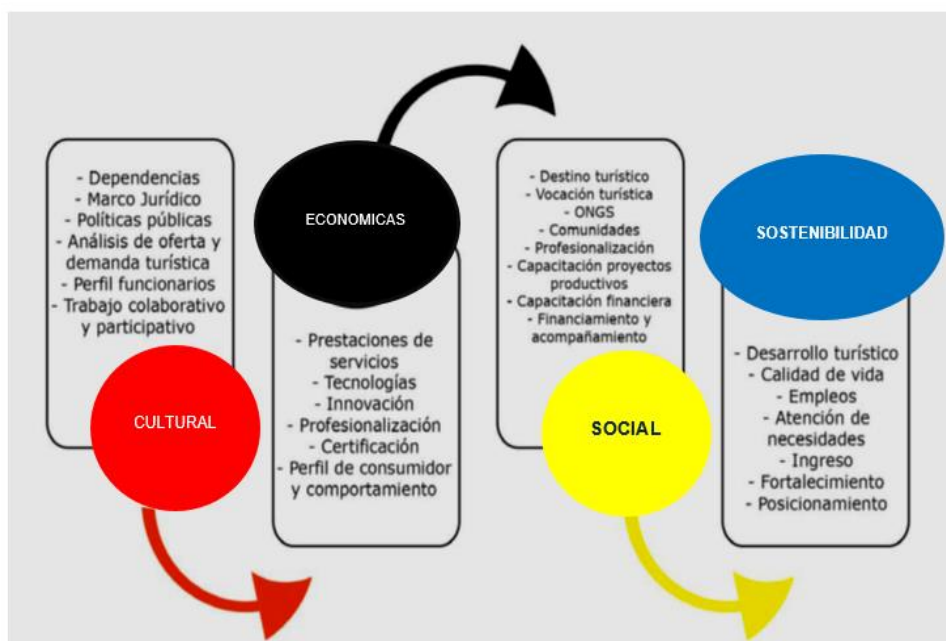 - Dependencias
- Marco Jurídico
- Políticas públicas
- Análisis de oferta y
demanda turística
- Perfil funcionarios
- Trabajo colaborativo
y participativo
CULTURAL
ECONOMICAS
- Prestaciones de
servicios
- Tecnologías
- Innovación
- Profesionalización
- Certificación
- Perfil de consumidor
y comportamiento
- Destino turístico
- Vocación turística
- ONGS
- Comunidades
- Profesionalización
- Capacitación proyectos
productivos
- Capacitación financiera
- Financiamiento y
acompañamiento
SOCIAL
SOSTENIBILIDAD
- Desarrollo turístico
- Calidad de vida
- Empleos
- Atención de
necesidades
- Ingreso
- Fortalecimiento
- Posicionamiento